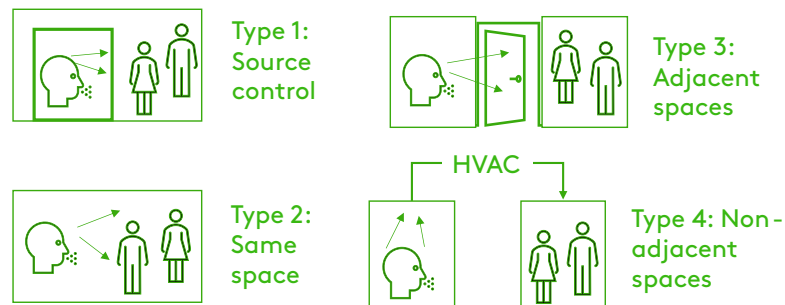 Type 1:
Source
control
Type 2:
Same
space
Type 3:
Adjacent
spaces
HVAC
Type 4: Non-
adjacent
spaces